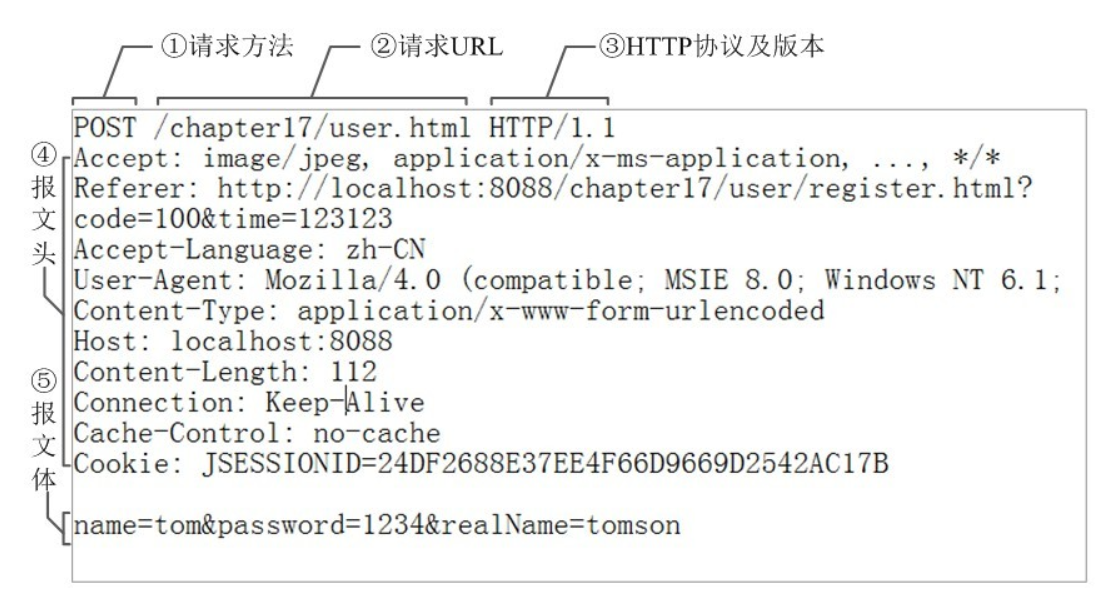 ①请求方法 ②请求URL ③HTTP协议及版本
POST /chapter17/user.html HTTP/1.1
④报文头
Accept: image/jpeg, application/x-ms-application, ..., */*
Referer: http://localhost:8088/chapter17/user/register.html?
code=100&time=123123
Accept-Language: zh-CN
User-Agent: Mozilla/4.0 (compatible; MSIE 8.0; Windows NT 6.1;
Content-Type: application/x-www-form-urlencoded
Host: localhost:8088
Content-Length: 112
Connection: Keep-Alive
Cache-Control: no-cache
Cookie: JSESSIONID=24DF2688E37EE4F66D9669D2542AC17B
⑤报文体
name=tom&password=1234&realName=tomson